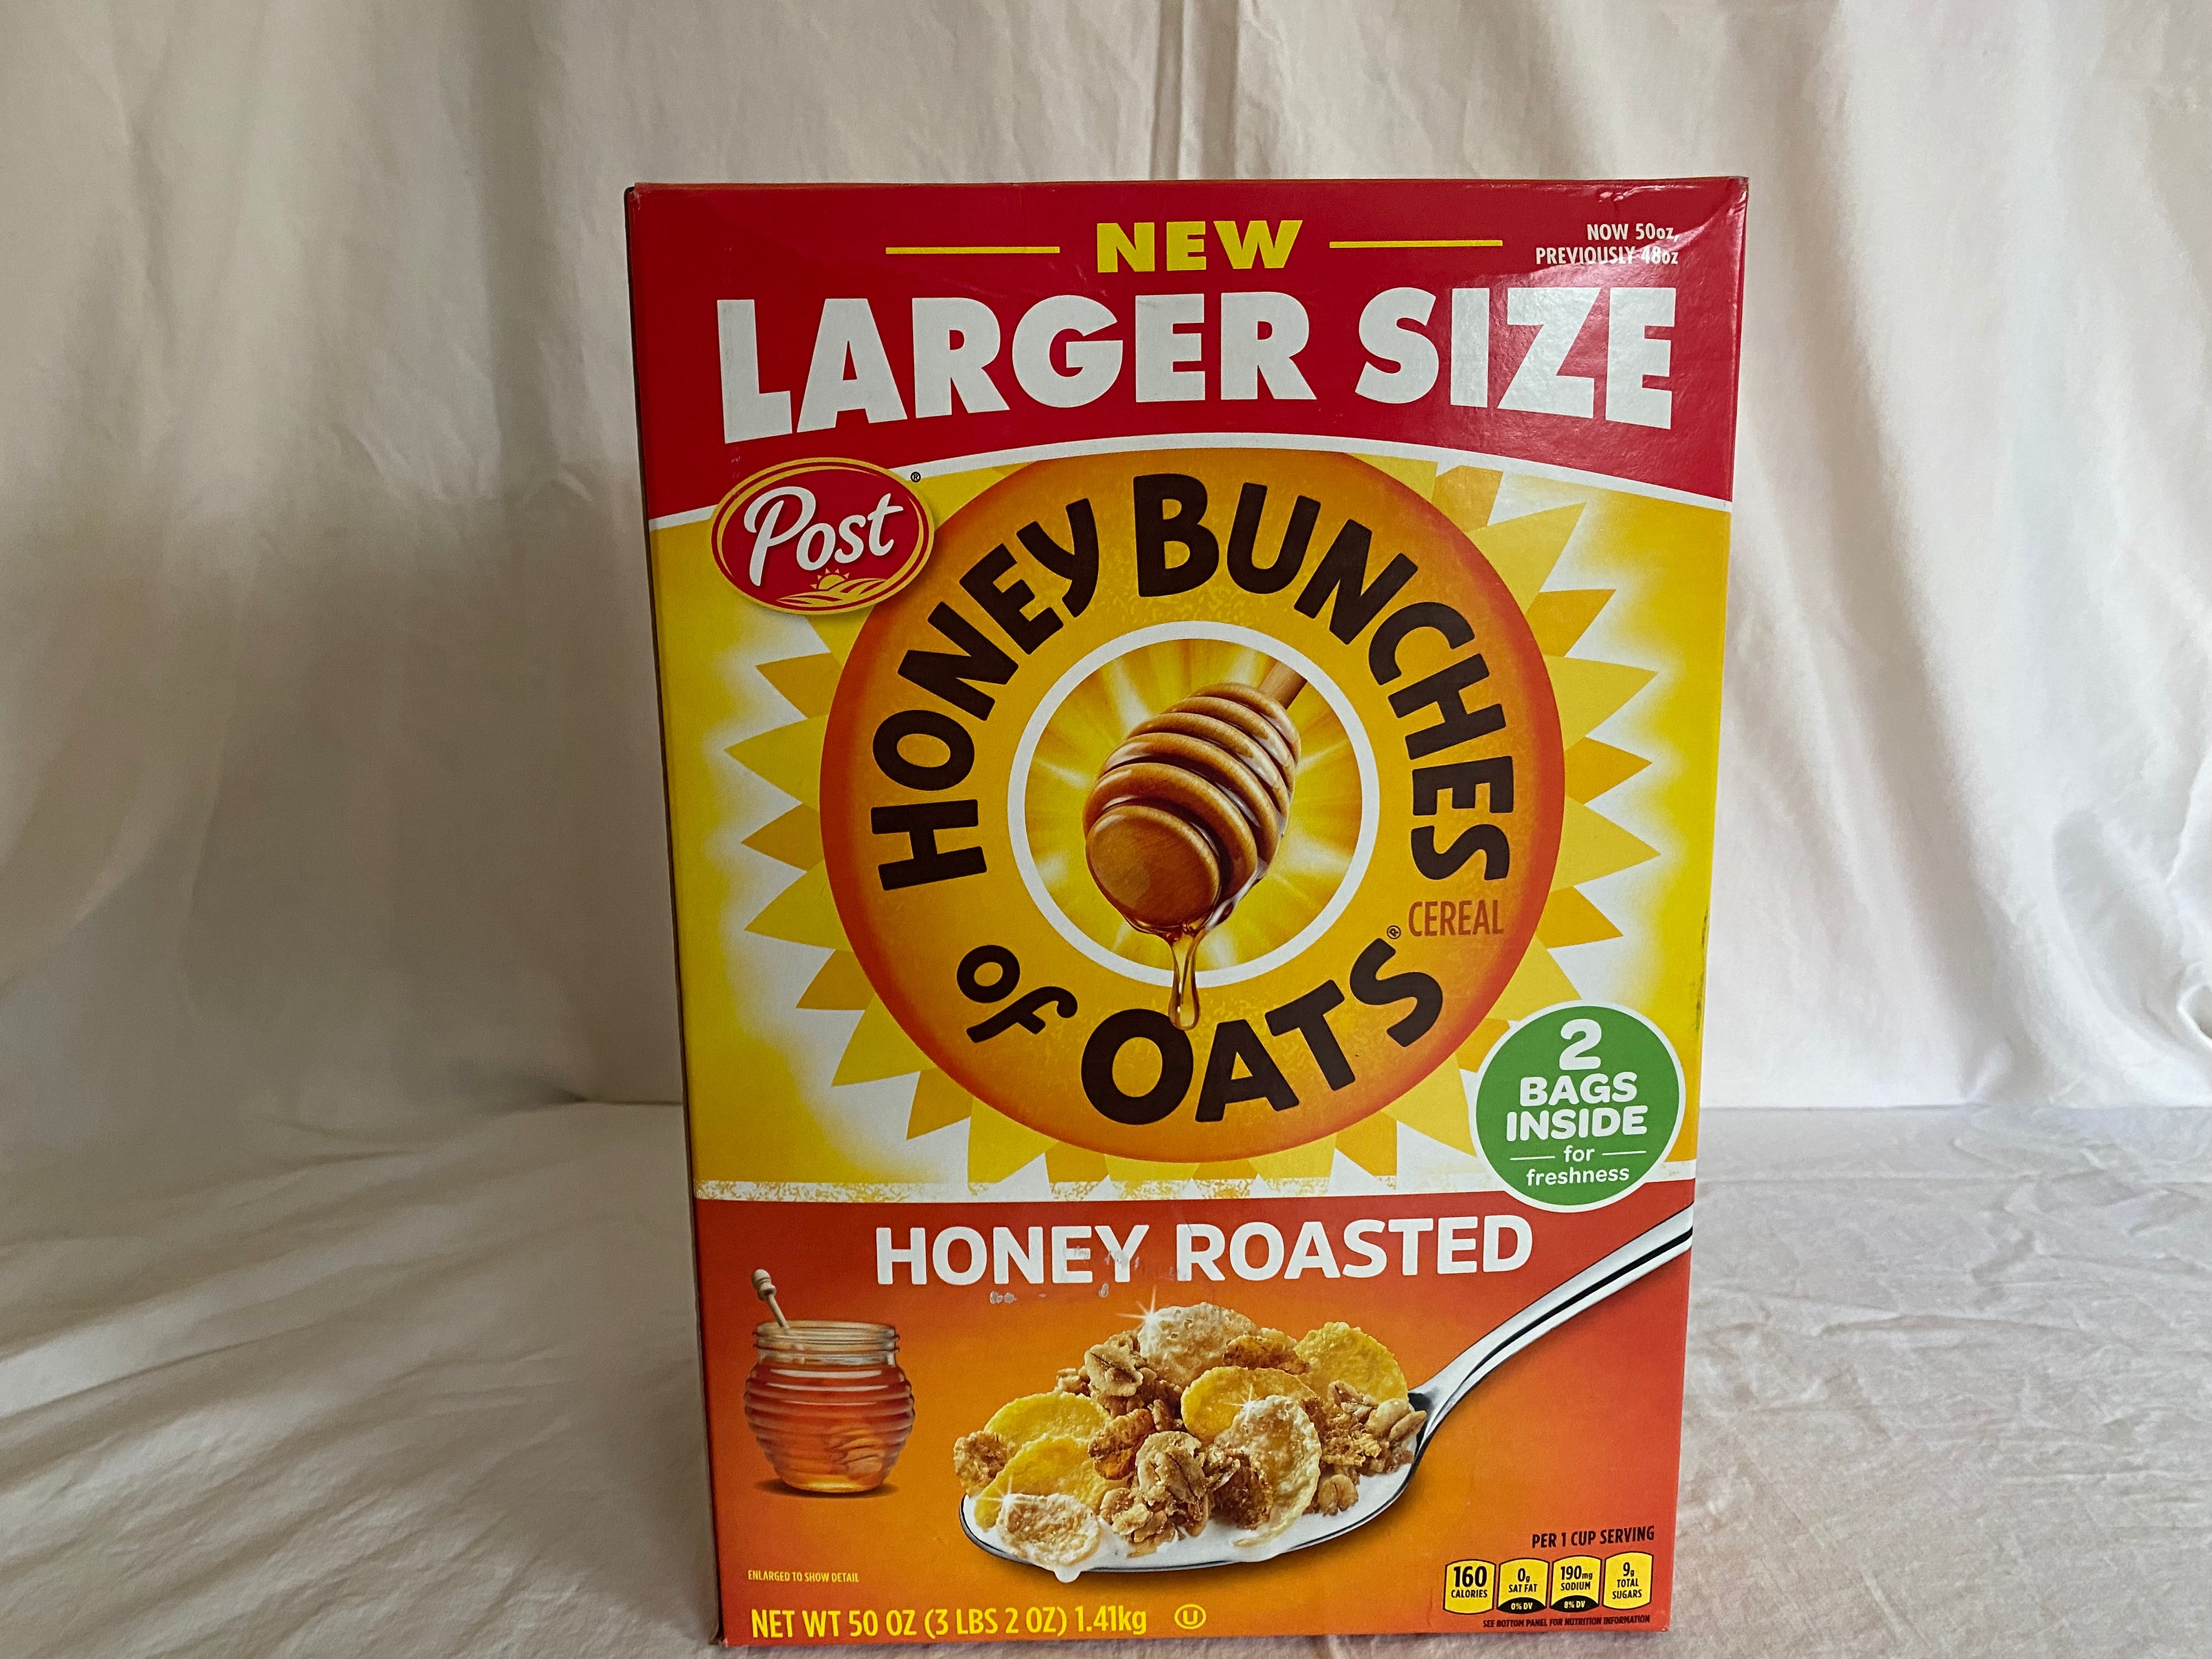 NEW
NOW 50oz,
PREVIOUSLY 48oz
LARGER SIZE
Post®
HONEY BUNCHES
of OATS®
CEREAL
2
BAGS
INSIDE
for
freshness
HONEY ROASTED
PER 1 CUP SERVING
160
CALORIES
0g
SAT FAT
0% DV
190mg
SODIUM
8% DV
9g
TOTAL
SUGARS
SEE BOTTOM PANEL FOR NUTRITION INFORMATION
ENLARGED TO SHOW DETAIL
NET WT 50 OZ (3 LBS 2 OZ) 1.41kg U